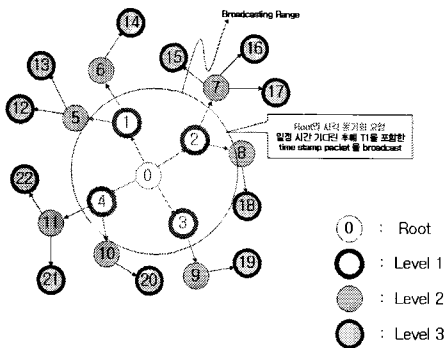 Broadcasting Range
14
13
6
15
16
7
17
12
5
1
2
Root와 시각 동기화 요청
일정 시간 기다린 후에 T1을 포함한
time stamp packet 을 broadcast
8
0
22
4
18
11
3
10
21
20
9
19
0 : Root
: Level 1
: Level 2
: Level 3